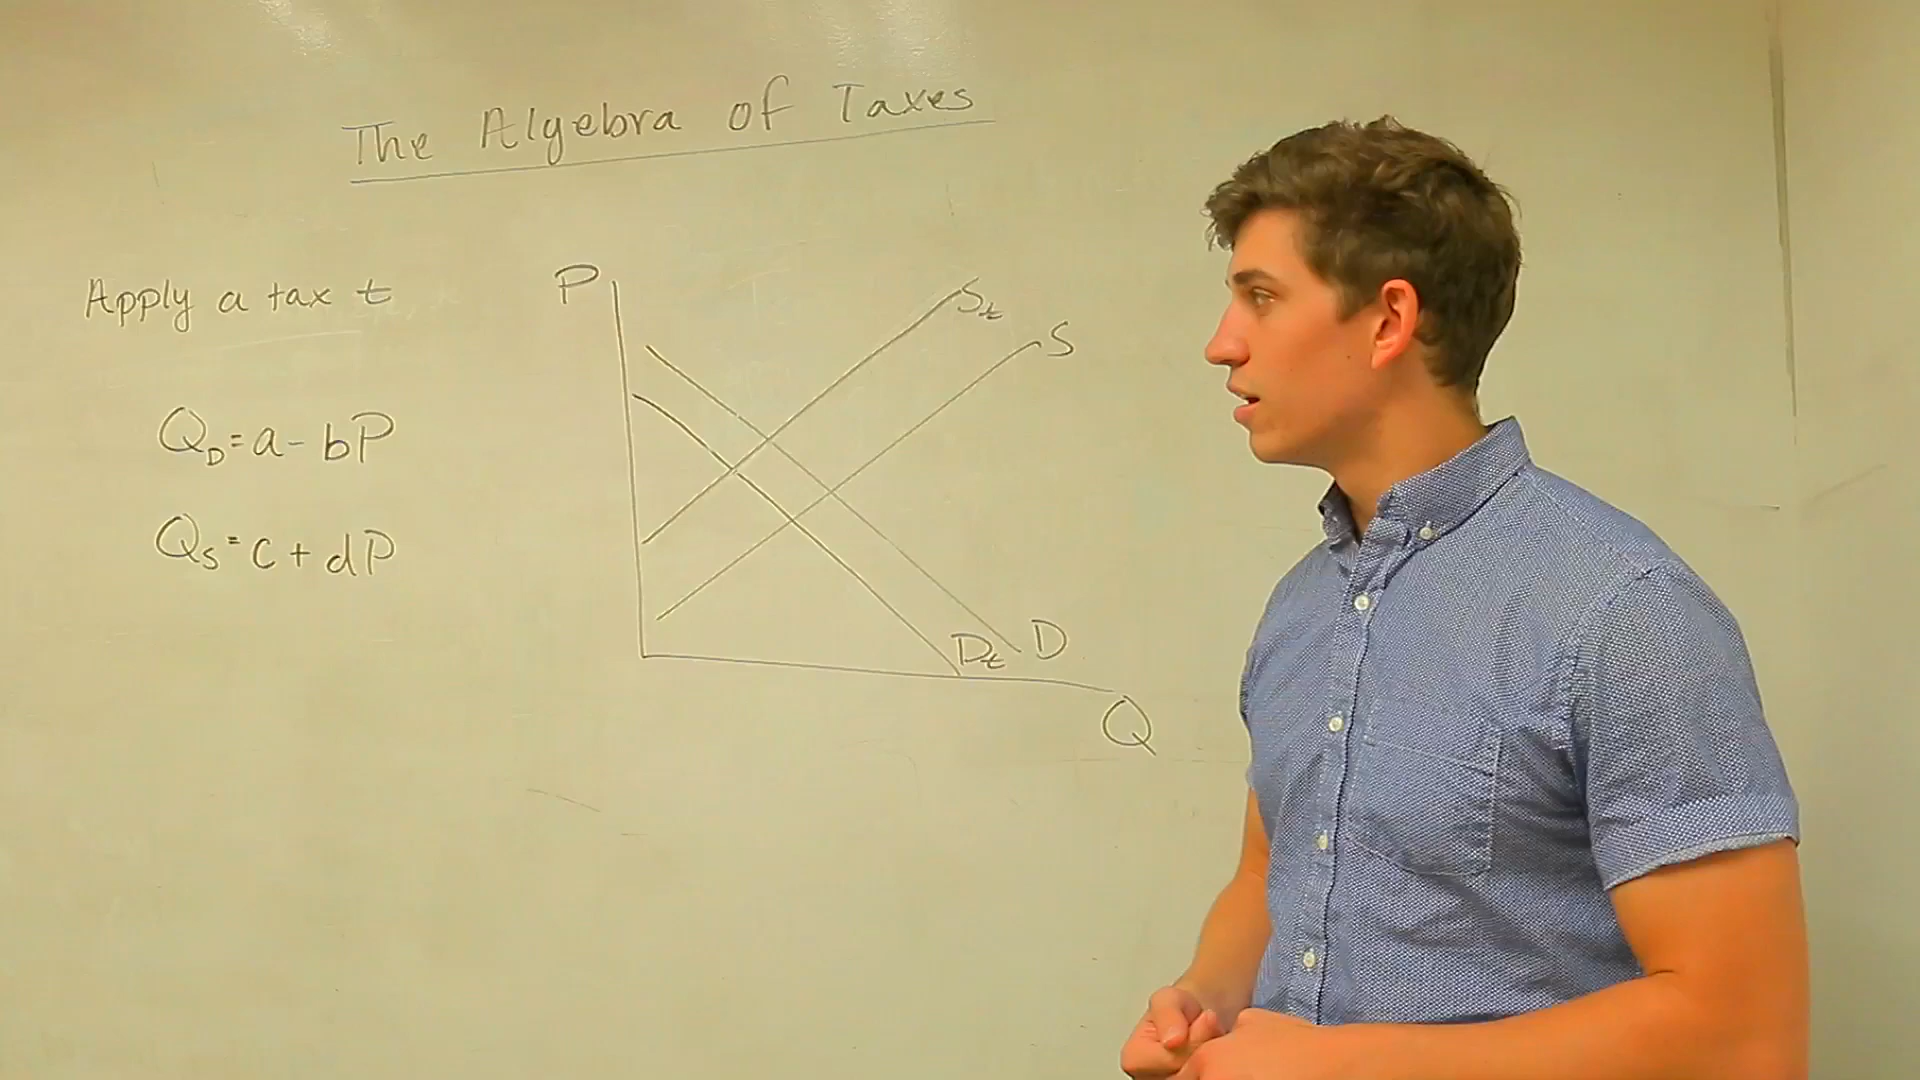 The Algebra of Taxes
Apply a tax t
Q_D = a - bP
Q_S = c + dP
P
S_t
S
D_t
D
Q